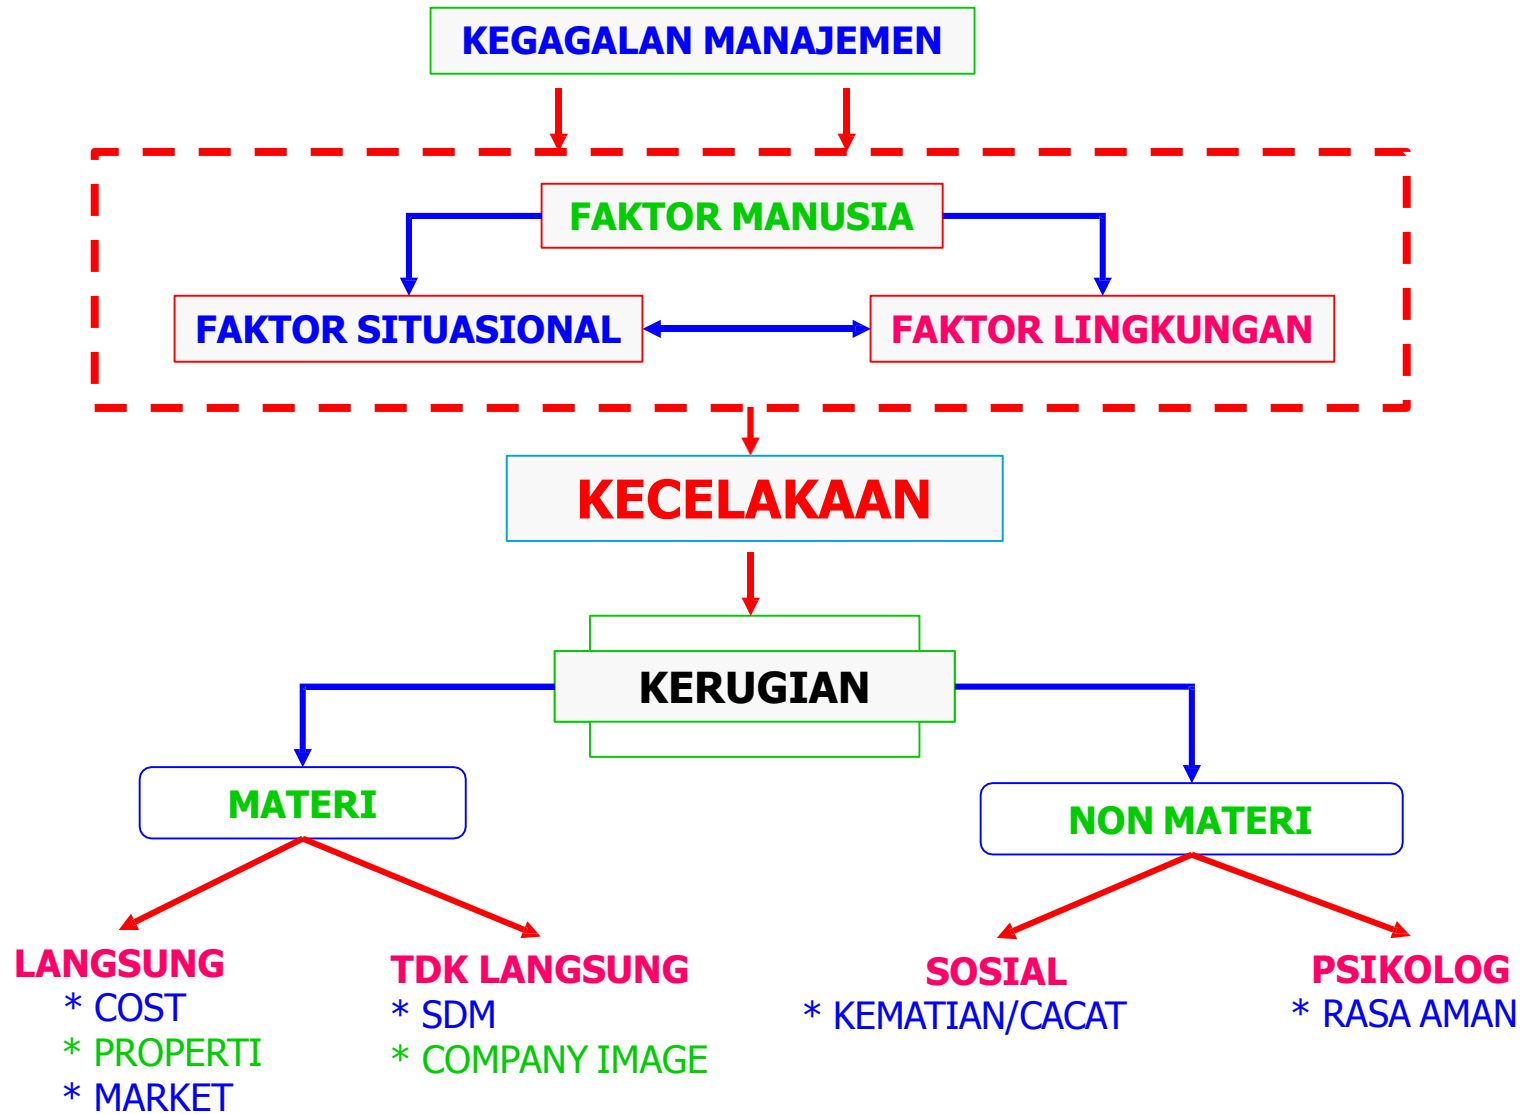 KEGAGALAN MANAJEMEN
FAKTOR MANUSIA
FAKTOR SITUASIONAL
FAKTOR LINGKUNGAN
KECELAKAAN
KERUGIAN
MATERI
NON MATERI
LANGSUNG
* COST
* PROPERTI
* MARKET
TDK LANGSUNG
* SDM
* COMPANY IMAGE
SOSIAL
* KEMATIAN/CACAT
PSIKOLOG
* RASA AMAN